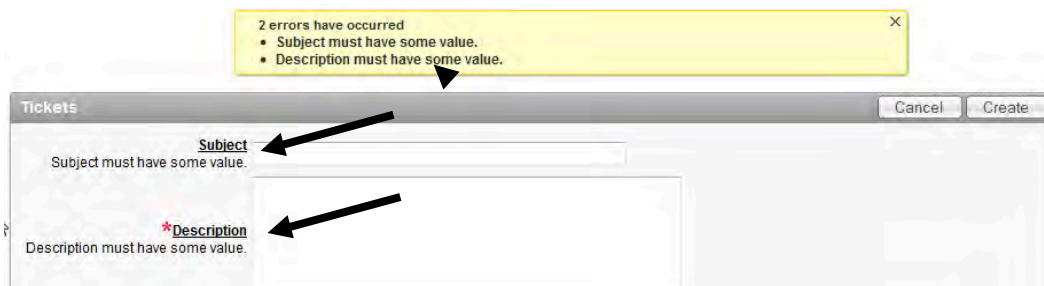 2 errors have occurred
• Subject must have some value.
• Description must have some value.
Tickets
Cancel
Create
Subject
Subject must have some value.
*Description
Description must have some value.